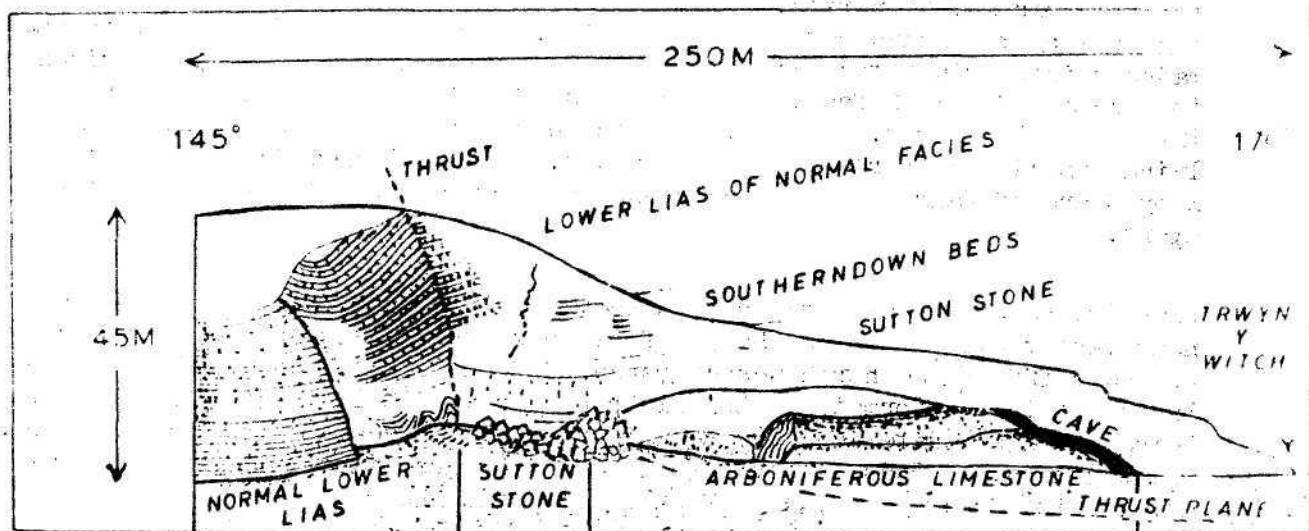 250M
145°
THRUST
LOWER LIAS OF NORMAL FACIES
SOUTHERNDOWN BEDS
SUTTON STONE
TRWYN
Y
WITCH
45M
CAVE
NORMAL LOWER
LIAS
SUTTON
STONE
ARBONIFEROUS LIMESTONE
THRUST PLANE